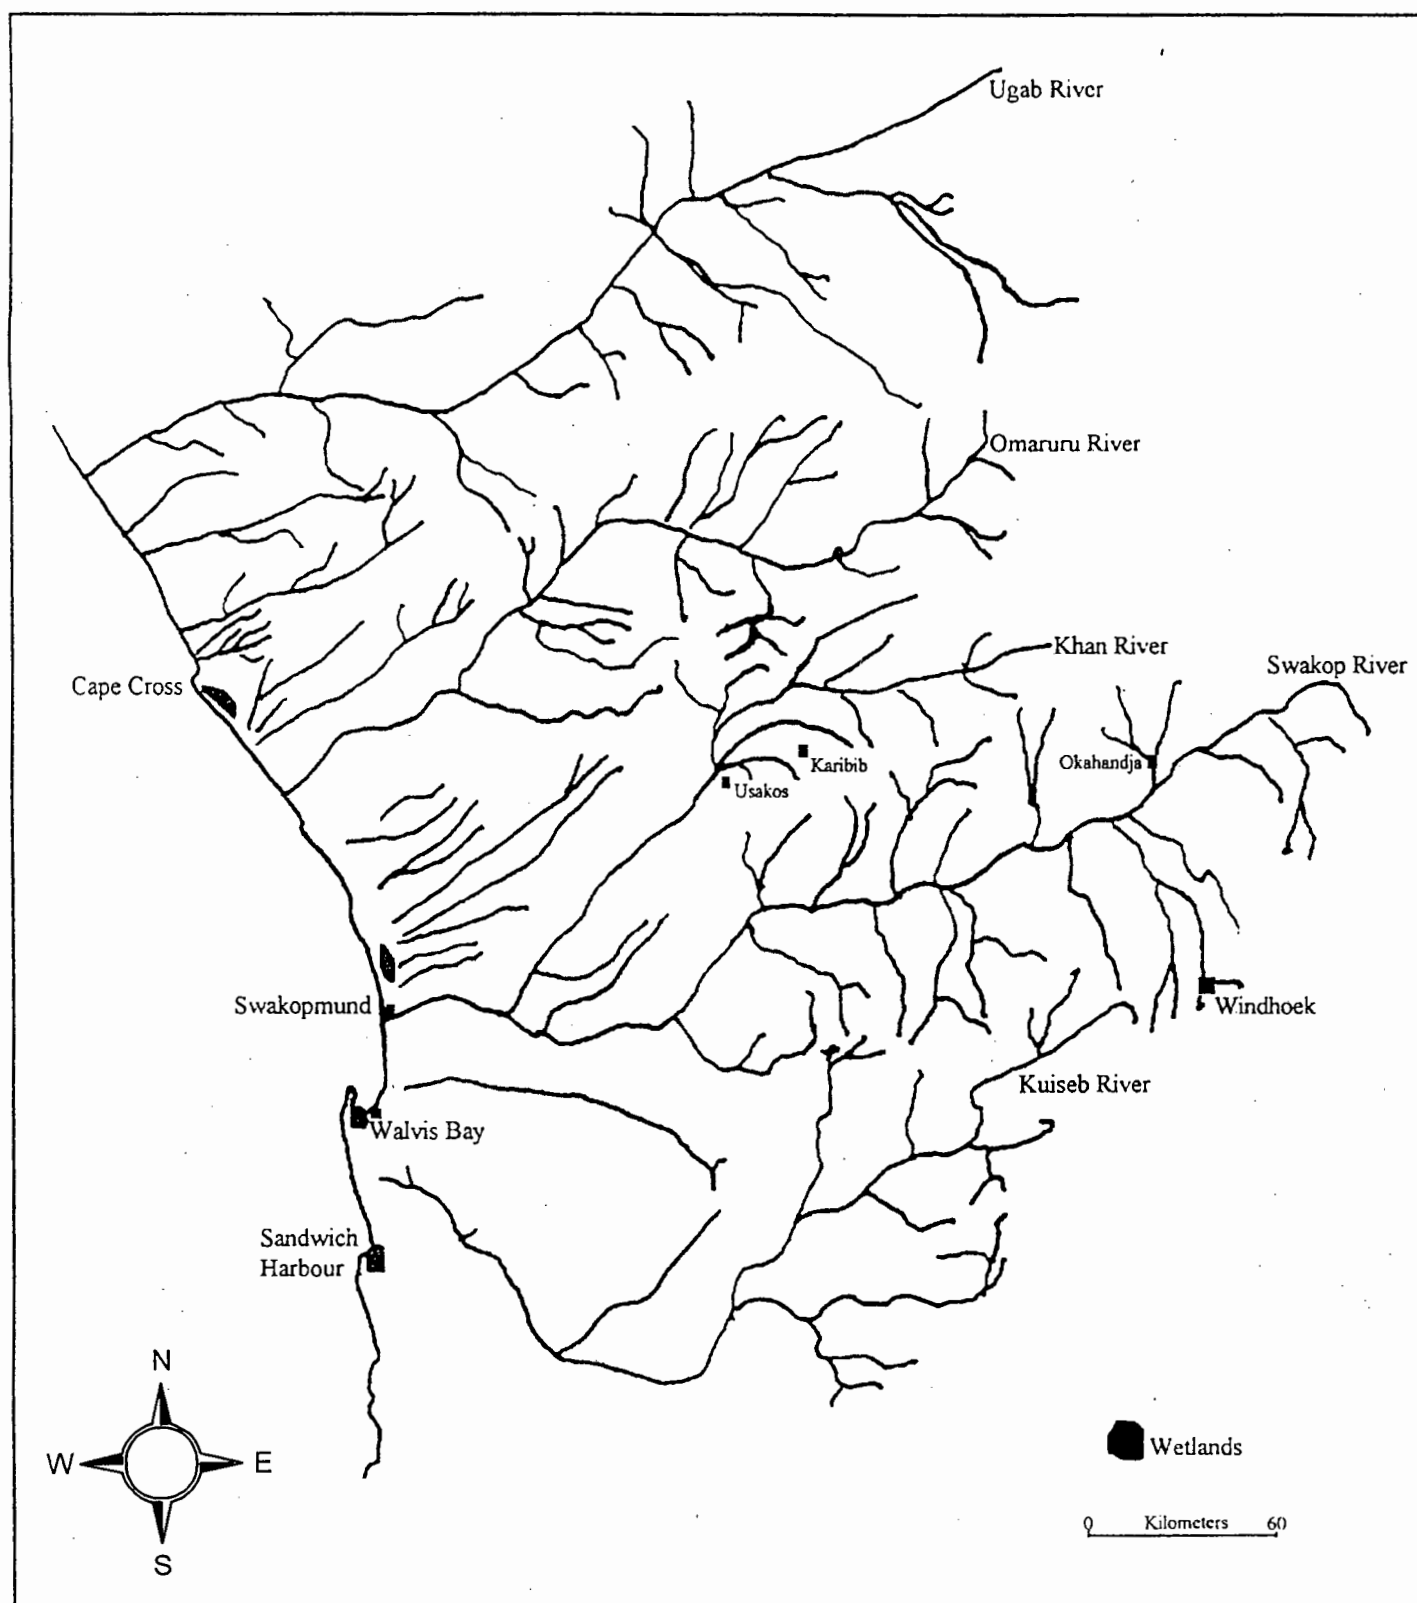 Ugab River
Omaruru River
Khan River
Swakop River
Cape Cross
Okahandja
Karibib
Usakos
Swakopmund
Windhoek
Kuiseb River
Walvis Bay
Sandwich
Harbour
N
W
E
S
Wetlands
0 Kilometers 60